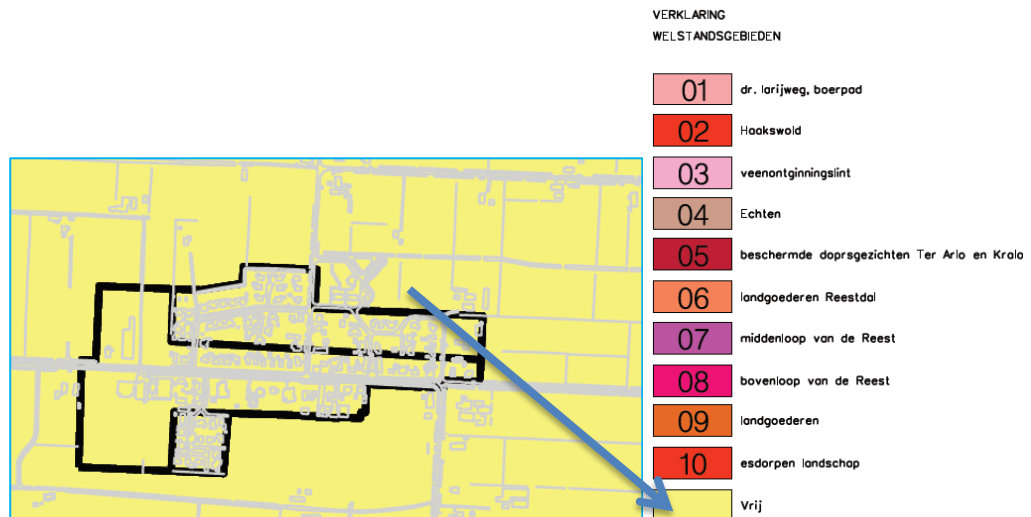 VERKLARING
WELSTANDSGEBIEDEN
01 dr. larijweg, boerpad
02 Haakswold
03 veenontginningslint
04 Echten
05 beschermde doprsgezichten Ter Arlo en Kralo
06 landgoederen Reestdal
07 middenloop van de Reest
08 bovenloop van de Reest
09 landgoederen
10 esdorpen landschap
Vrij